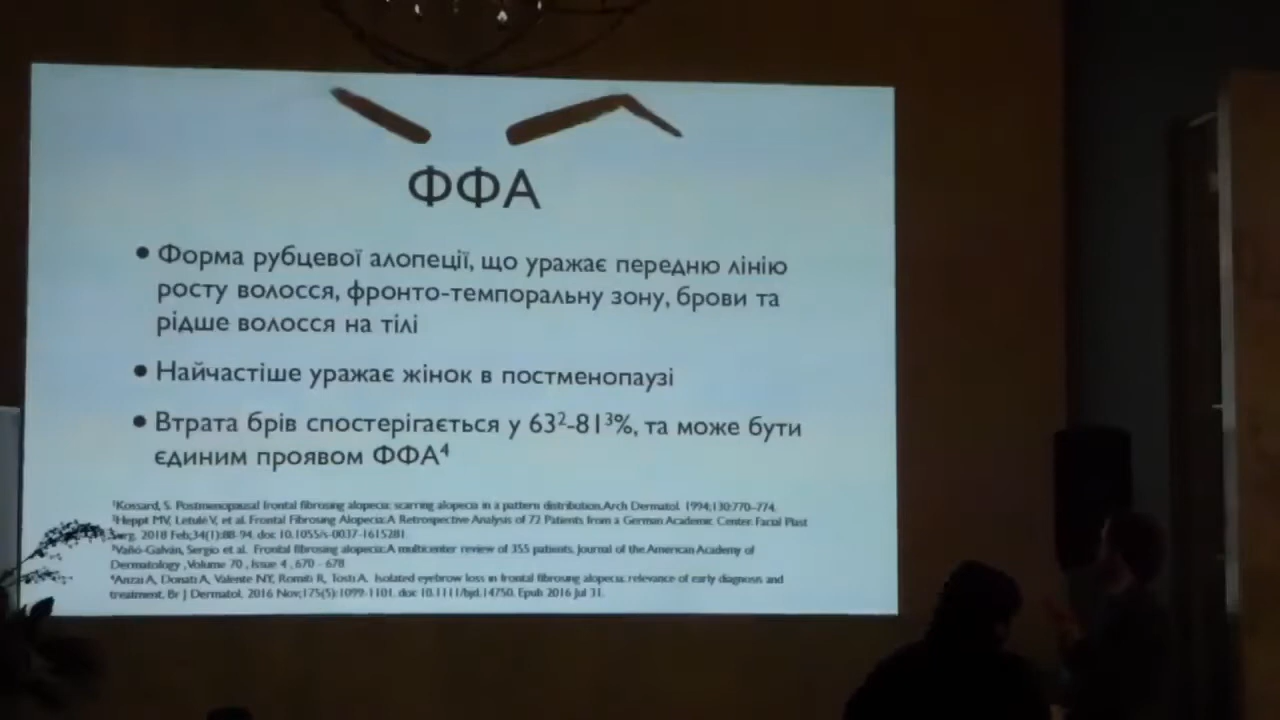 ФФА
• Форма рубцевої алопеції, що уражає передню лінію
росту волосся, фронто-темпоральну зону, брови та
рідше волосся на тілі
• Найчастіше уражає жінок в постменопаузі
• Втрата брів спостерігається у 63²-81³%, та може бути
єдиним проявом ФФА⁴
¹Kossard, S. Postmenopausal frontal fibrosing alopecia: scarring alopecia in a pattern distribution. Arch Dermatol. 1994;130:770-774.
²Heppt MV, Letulé V, et al. Frontal Fibrosing Alopecia: A Retrospective Analysis of 72 Patients from a German Academic Center. Facial Plast
Surg. 2018 Feb;34(1):88-94. doi: 10.1055/s-0037-1615281.
³Vañó-Galván, Sergio et al. Frontal fibrosing alopecia: A multicenter review of 355 patients. Journal of the American Academy of
Dermatology , Volume 70 , Issue 4 , 670 - 678
⁴Anzai A, Donati A, Valente NY, Romiti R, Tosti A. Isolated eyebrow loss in frontal fibrosing alopecia: relevance of early diagnosis and
treatment. Br J Dermatol. 2016 Nov;175(5):1099-1101. doi: 10.1111/bjd.14750. Epub 2016 Jul 31.